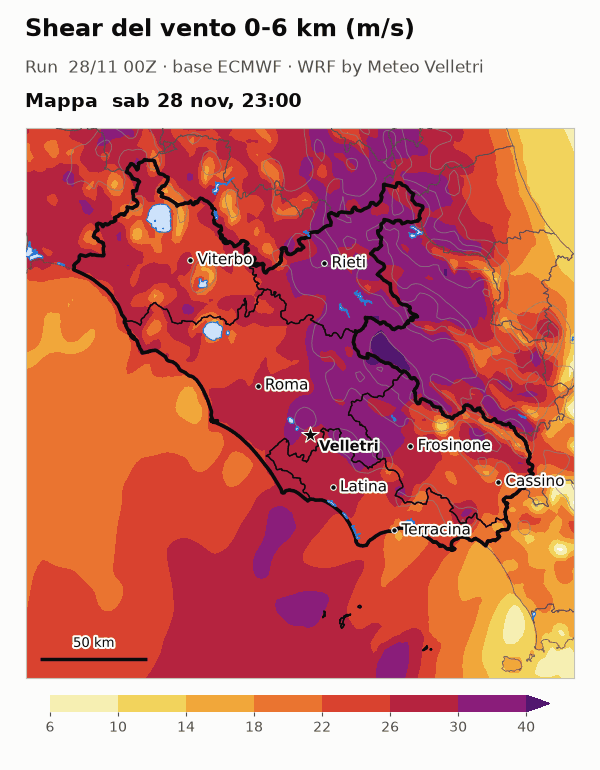 Shear del vento 0-6 km (m/s)
Run  28/11 00Z · base ECMWF · WRF by Meteo Velletri
Mappa  sab 28 nov, 23:00
Viterbo
Rieti
Roma
Velletri
Frosinone
Latina
Cassino
Terracina
50 km
6 10 14 18 22 26 30 40